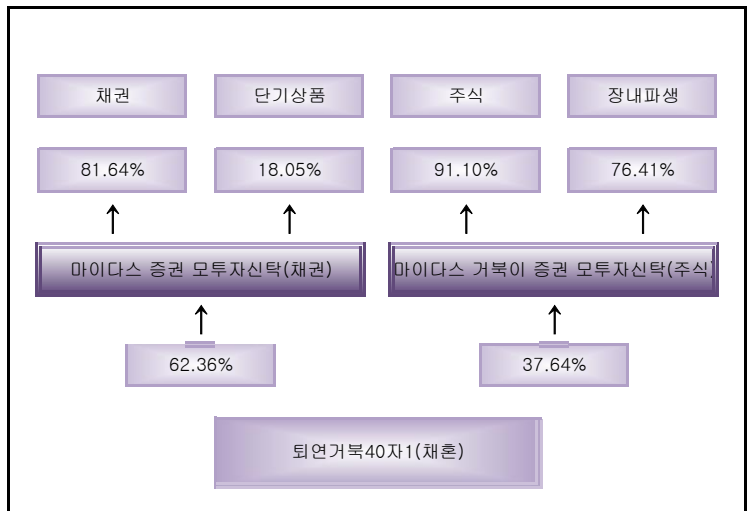 채권
단기상품
주식
장내파생
81.64%
18.05%
91.10%
76.41%
마이다스 증권 모투자신탁(채권)
마이다스 거북이 증권 모투자신탁(주식)
62.36%
37.64%
퇴연거북40자1(채혼)